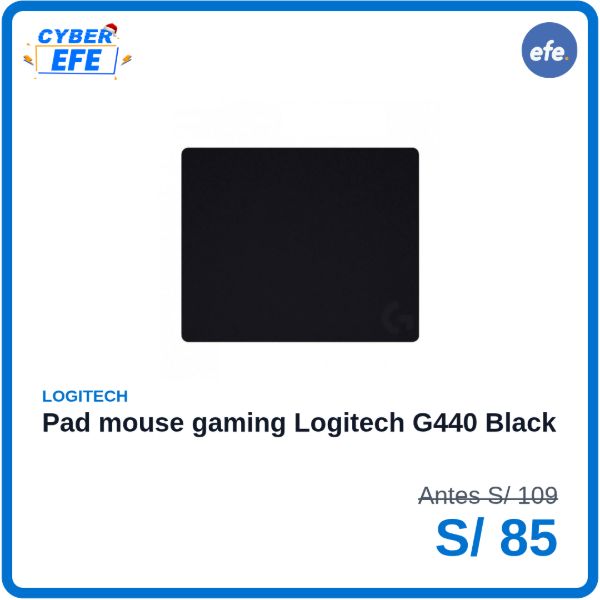 CYBER
EFE
efe.
G
LOGITECH
Pad mouse gaming Logitech G440 Black
Antes S/ 109
S/ 85